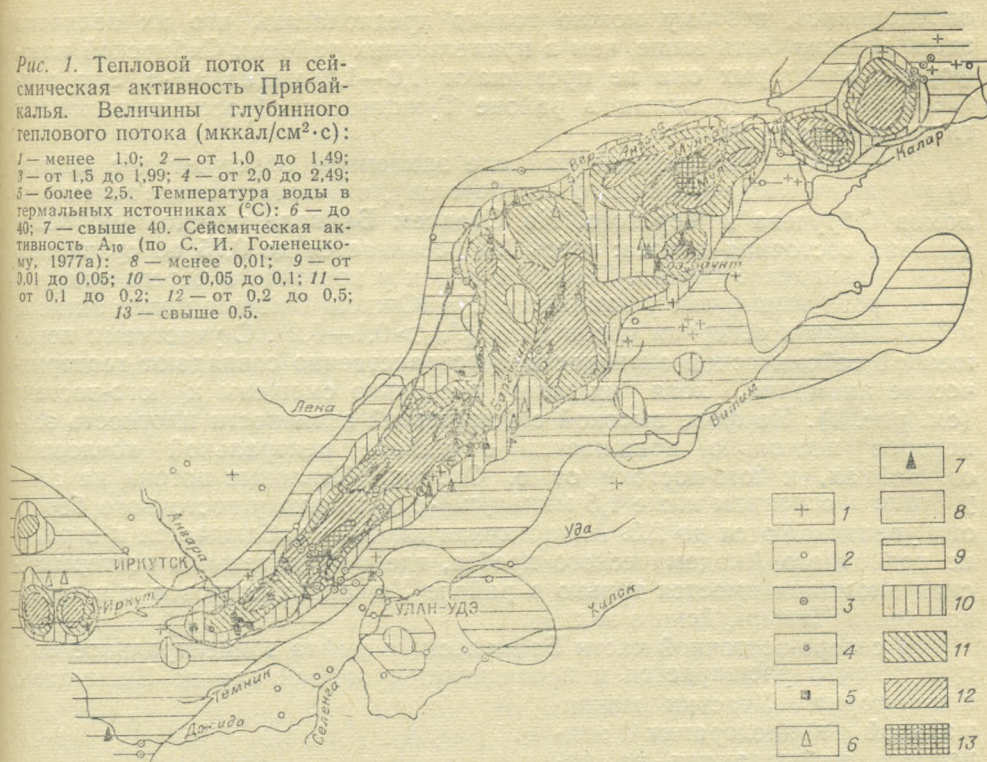 Рис. 1. Тепловой поток и сей-
смическая активность Прибай-
калья. Величины глубинного
теплового потока (мккал/см²·с):
1 — менее 1,0; 2 — от 1,0 до 1,49;
3 — от 1,5 до 1,99; 4 — от 2,0 до 2,49;
5 — более 2,5. Температура воды в
термальных источниках (°С): 6 — до
40; 7 — свыше 40. Сейсмическая ак-
тивность А₁₀ (по С. И. Голенецко-
му, 1977а): 8 — менее 0,01; 9 — от
0,01 до 0,05; 10 — от 0,05 до 0,1; 11 —
от 0,1 до 0,2; 12 — от 0,2 до 0,5;
13 — свыше 0,5.
Верх. Ангара
Муя
Калар
Баунт
Витим
Лена
Ангара
ИРКУТСК
Иркут
Уда
УЛАН-УДЭ
Хилок
Темник
Джида
Селенга
7
1
8
2
9
3
10
4
11
5
12
6
13